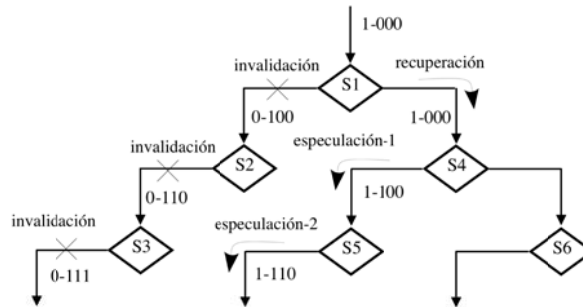 1-000
invalidación
recuperación
S1
0-100
1-000
invalidación
especulación-1
S2
S4
0-110
1-100
invalidación
especulación-2
S3
S5
S6
0-111
1-110